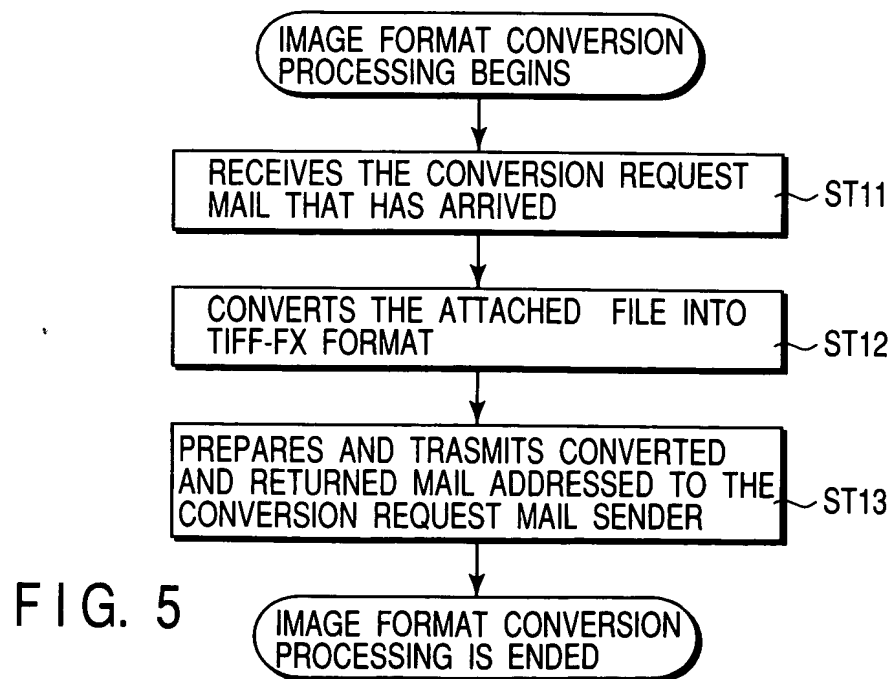 IMAGE FORMAT CONVERSION
PROCESSING BEGINS
RECEIVES THE CONVERSION REQUEST
MAIL THAT HAS ARRIVED
ST11
CONVERTS THE ATTACHED FILE INTO
TIFF-FX FORMAT
ST12
PREPARES AND TRASMITS CONVERTED
AND RETURNED MAIL ADDRESSED TO THE
CONVERSION REQUEST MAIL SENDER
ST13
IMAGE FORMAT CONVERSION
PROCESSING IS ENDED
FIG. 5